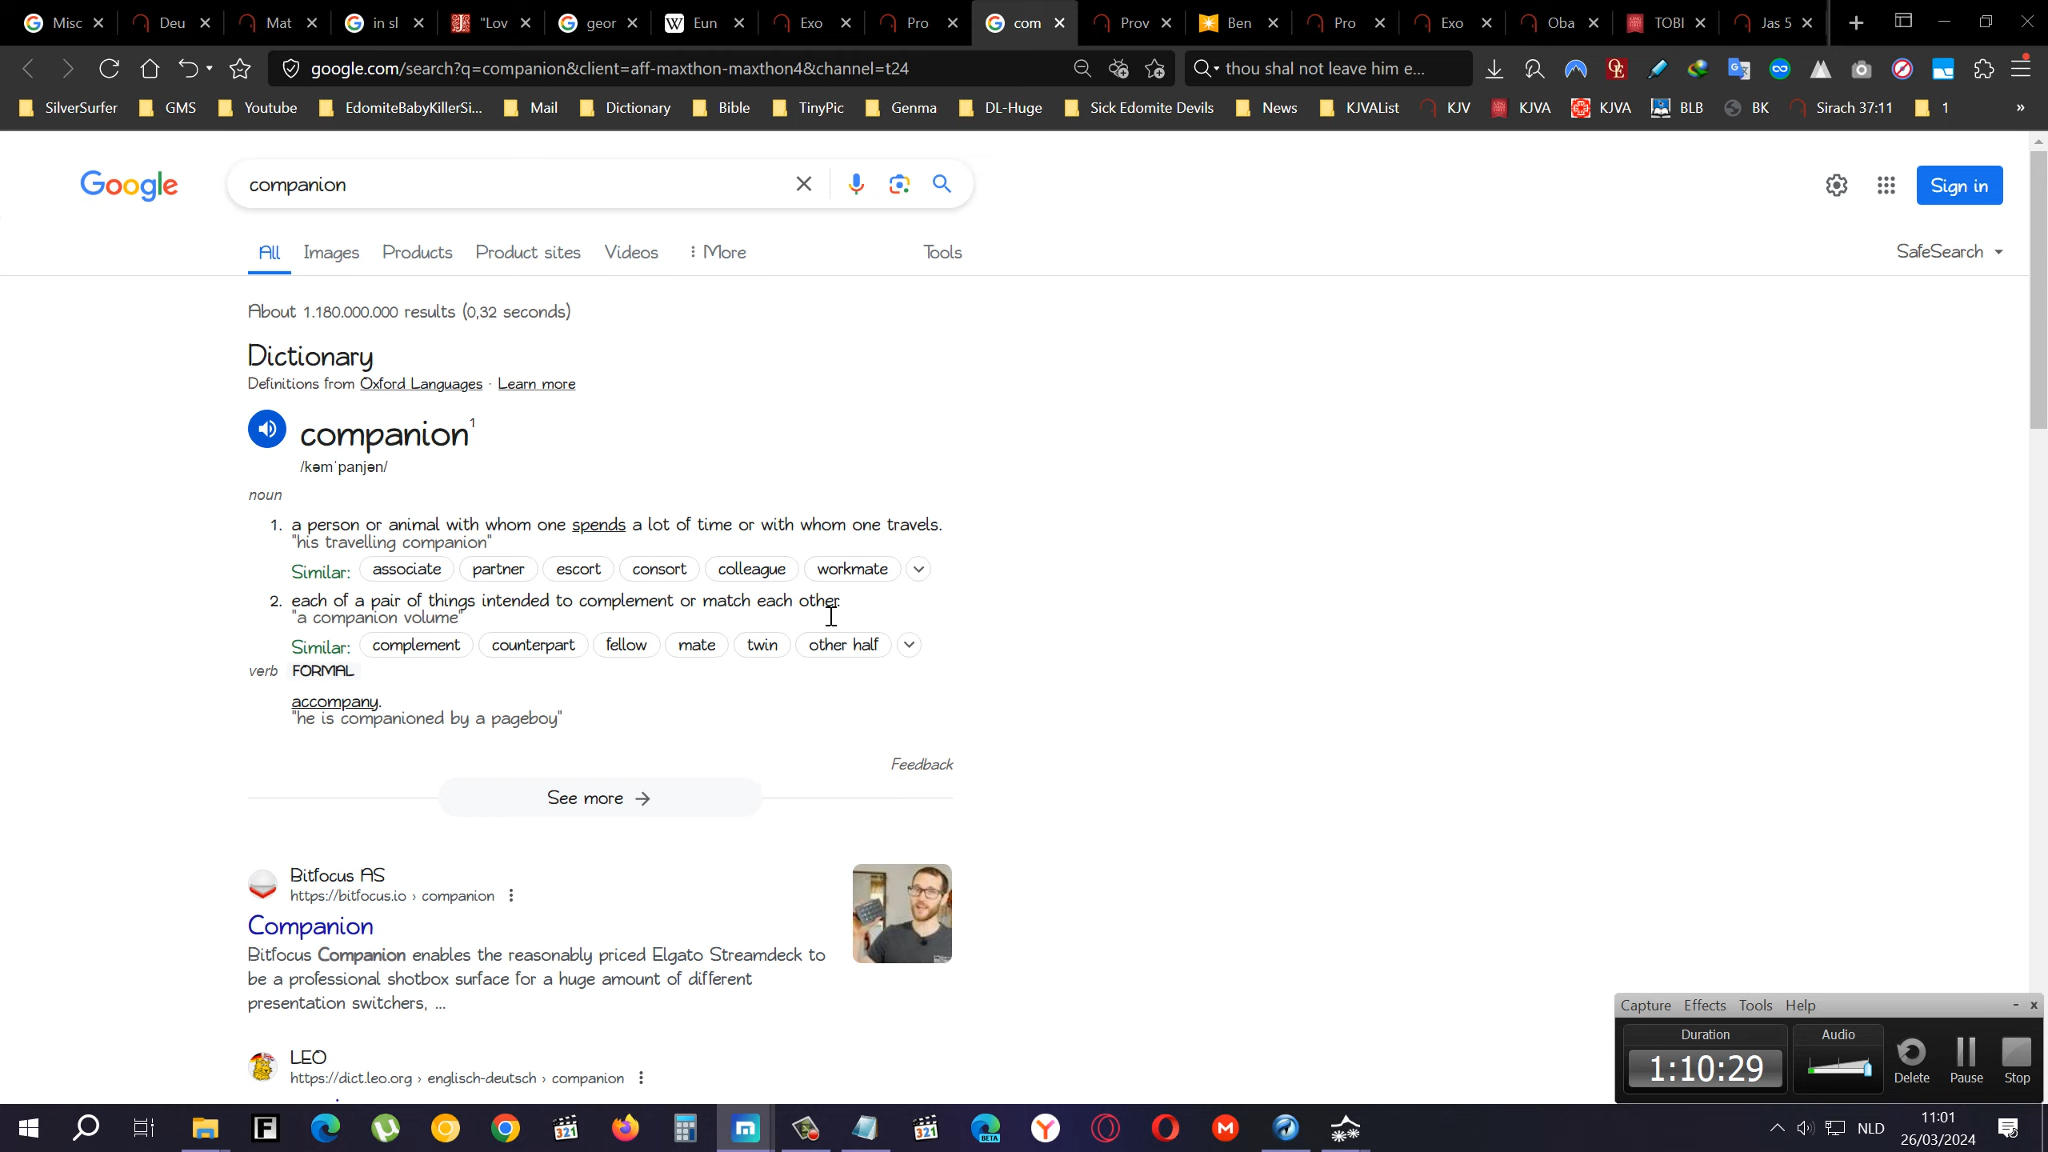 Misc
Deu
Mat
in sl
"Lov
geor
Eun
Exo
Pro
com
Prov
Ben
Pro
Exo
Oba
TOBI
Jas 5
google.com/search?q=companion&client=aff-maxthon-maxthon4&channel=t24
thou shal not leave him e...
SilverSurfer
GMS
Youtube
EdomiteBabyKillerSi...
Mail
Dictionary
Bible
TinyPic
Genma
DL-Huge
Sick Edomite Devils
News
KJVAList
KJV
KJVA
KJVA
BLB
BK
Sirach 37:11
1
»
Google
companion
Sign in
All
Images
Products
Product sites
Videos
More
Tools
SafeSearch
About 1.180.000.000 results (0,32 seconds)
Dictionary
Definitions from Oxford Languages · Learn more
companion¹
/kəmˈpanjən/
noun
1. a person or animal with whom one spends a lot of time or with whom one travels.
"his travelling companion"
Similar: associate partner escort consort colleague workmate
2. each of a pair of things intended to complement or match each other.
"a companion volume"
Similar: complement counterpart fellow mate twin other half
verb FORMAL
accompany.
"he is companioned by a pageboy"
Feedback
See more
Bitfocus AS
https://bitfocus.io › companion
Companion
Bitfocus Companion enables the reasonably priced Elgato Streamdeck to
be a professional shotbox surface for a huge amount of different
presentation switchers, ...
LEO
https://dict.leo.org › englisch-deutsch › companion
Capture Effects Tools Help
Duration
Audio
1:10:29
Delete
Pause
Stop
NLD
11:01
26/03/2024
321
321
BETA